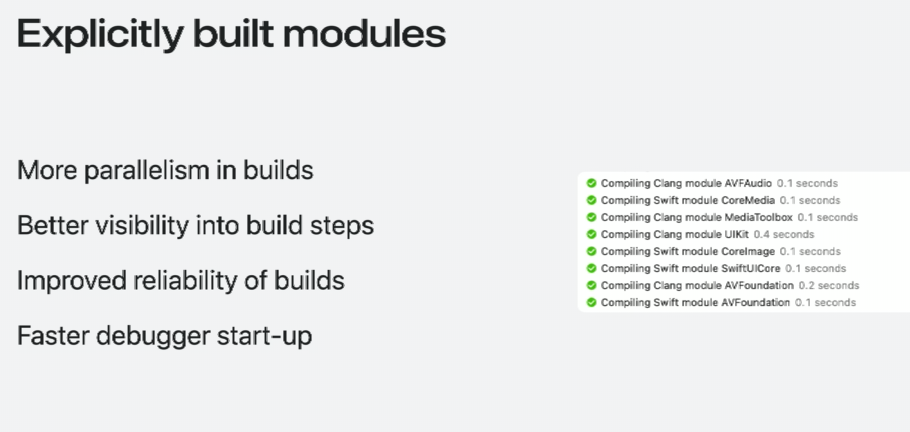 Explicitly built modules
More parallelism in builds
Better visibility into build steps
Improved reliability of builds
Faster debugger start-up
Compiling Clang module AVFAudio 0.1 seconds
Compiling Swift module CoreMedia 0.1 seconds
Compiling Clang module MediaToolbox 0.1 seconds
Compiling Clang module UIKit 0.4 seconds
Compiling Swift module CoreImage 0.1 seconds
Compiling Swift module SwiftUICore 0.1 seconds
Compiling Clang module AVFoundation 0.2 seconds
Compiling Swift module AVFoundation 0.1 seconds